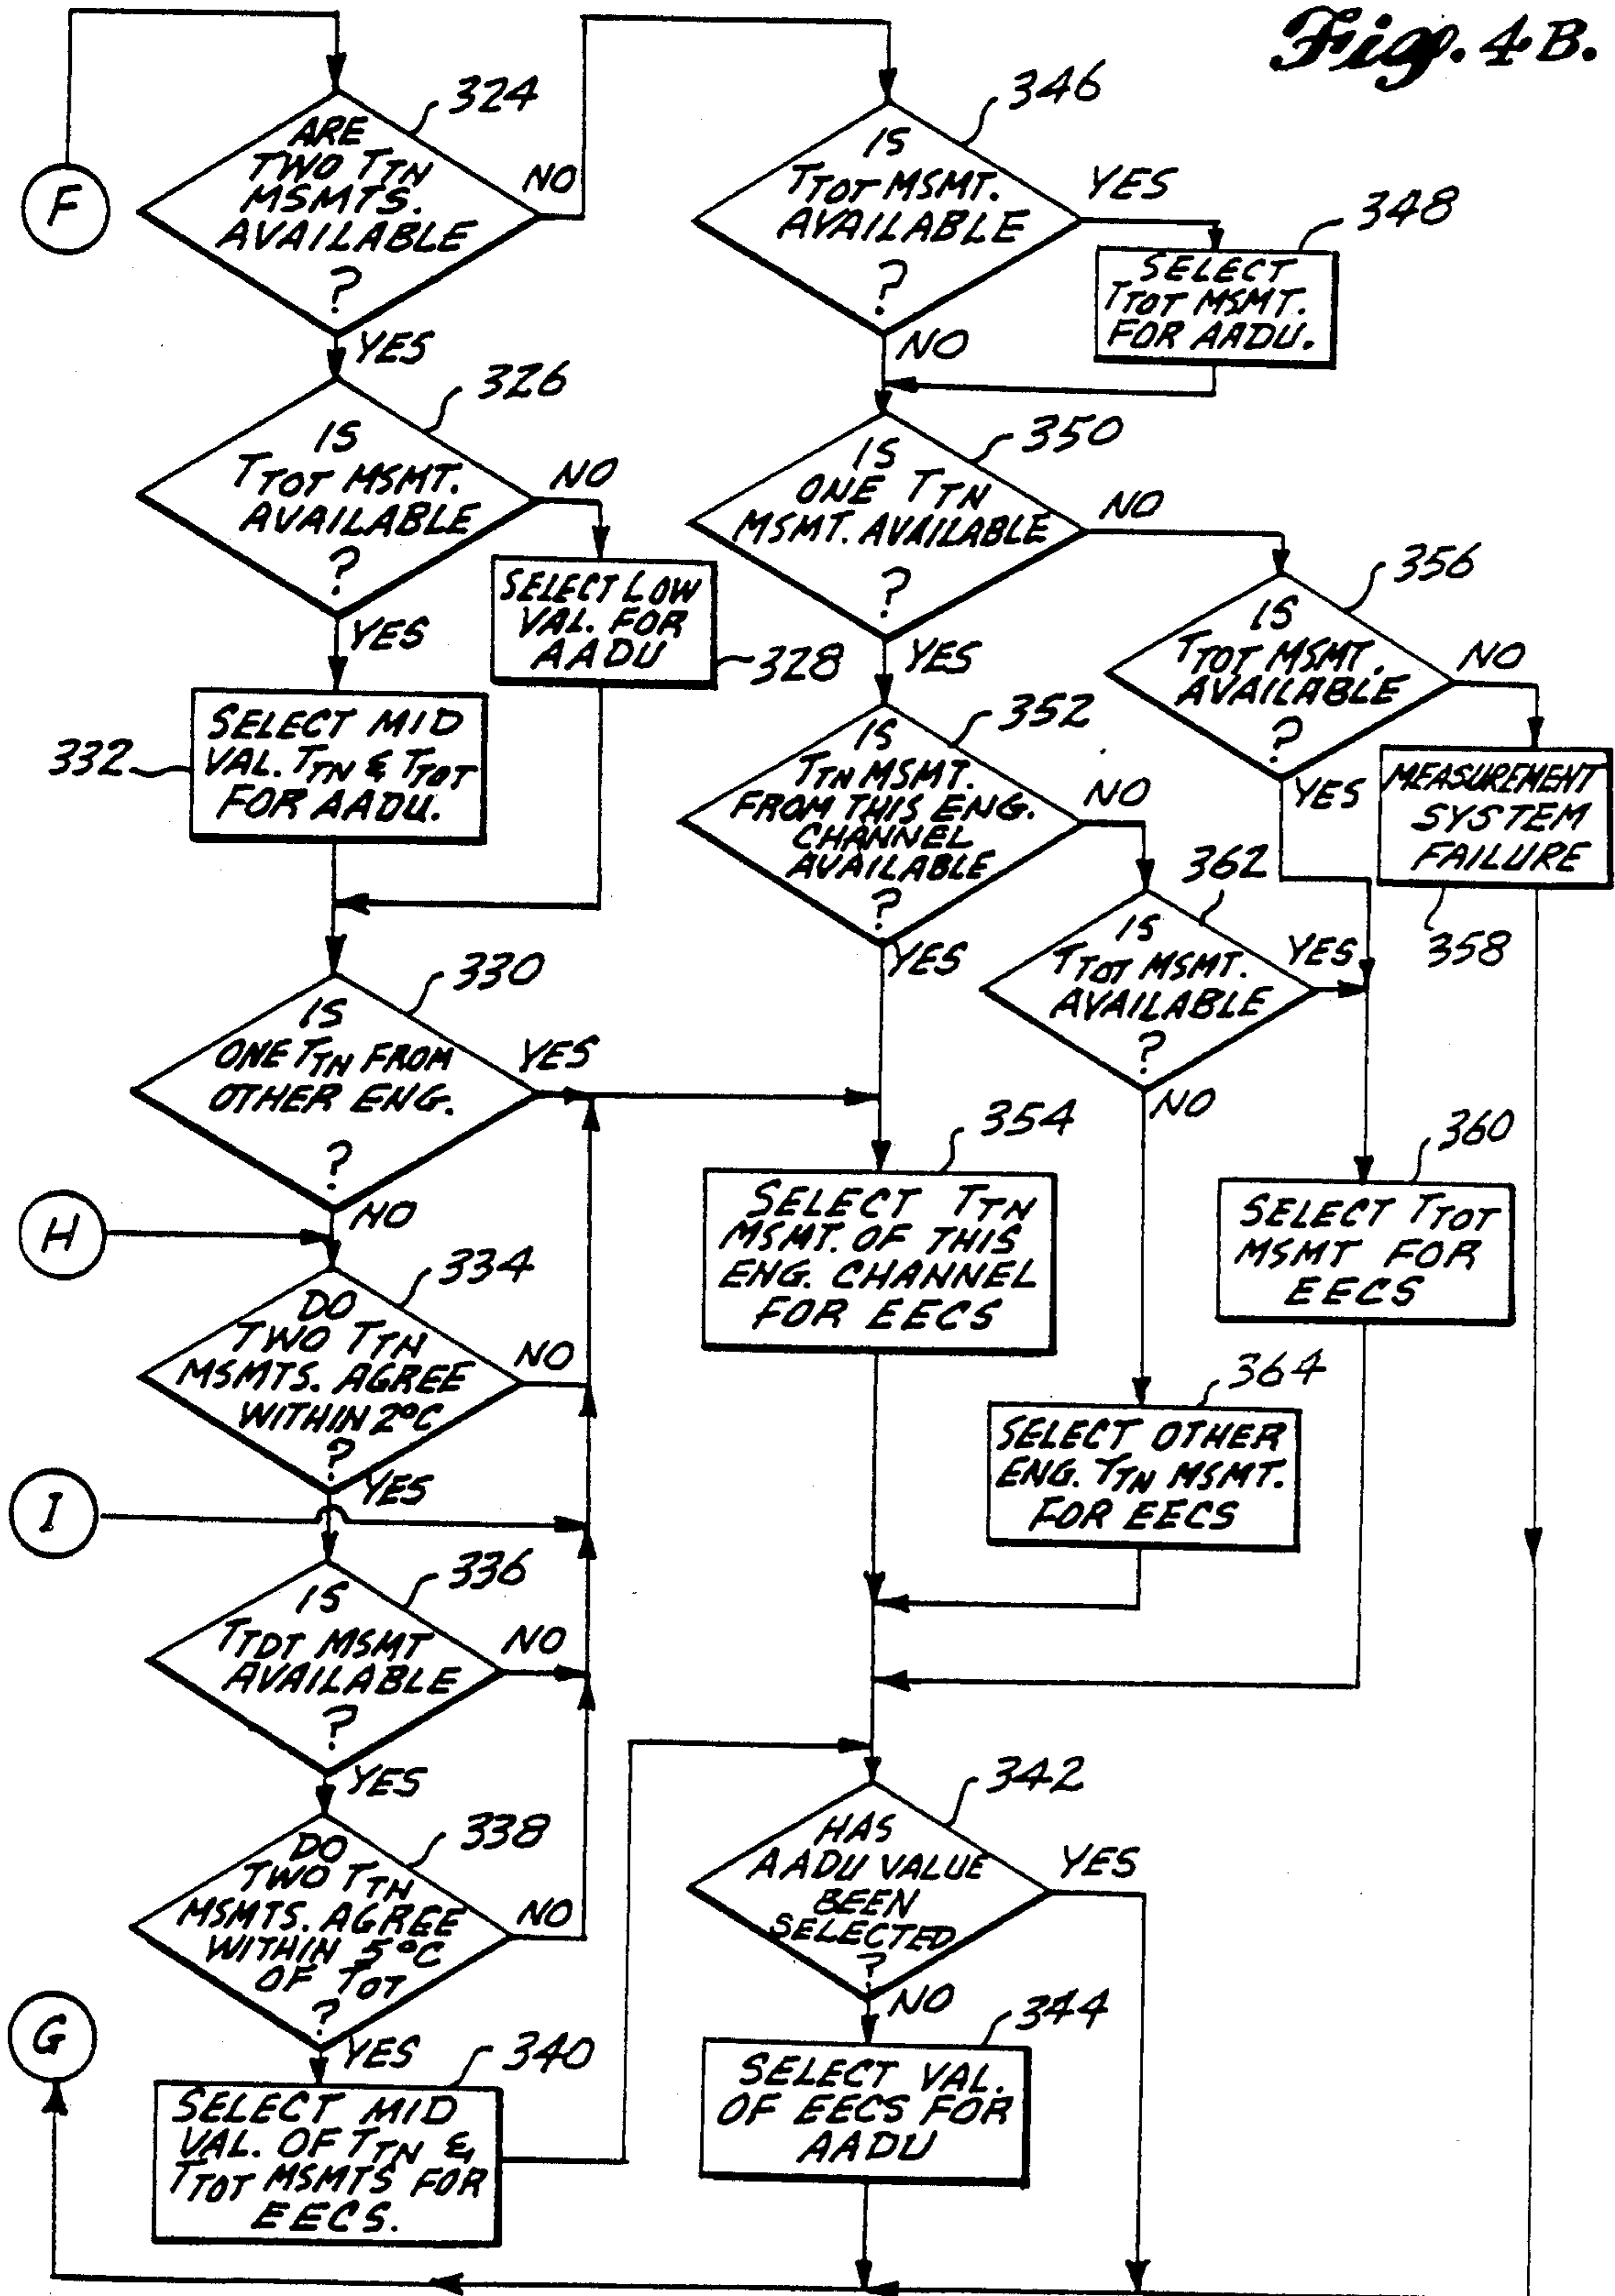 Fig. 4B.
F
324
ARE
TWO TTN
MSMTS.
AVAILABLE
?
NO
YES
326
IS
TTOT MSMT.
AVAILABLE
?
NO
YES
SELECT LOW
VAL. FOR
AADU
328
332
SELECT MID
VAL. TTN & TTOT
FOR AADU.
330
IS
ONE TTN FROM
OTHER ENG.
?
YES
NO
H
334
DO
TWO TTN
MSMTS. AGREE
WITHIN 2°C
?
NO
YES
I
336
IS
TTDT MSMT
AVAILABLE
?
NO
YES
338
DO
TWO TTN
MSMTS. AGREE
WITHIN 5°C
OF TOT
?
NO
YES
G
340
SELECT MID
VAL. OF TTN &
TTOT MSMTS FOR
EECS.
346
IS
TTOT MSMT.
AVAILABLE
?
YES
NO
348
SELECT
TTOT MSMT.
FOR AADU.
350
IS
ONE TTN
MSMT. AVAILABLE
?
NO
YES
352
IS
TTN MSMT.
FROM THIS ENG.
CHANNEL
AVAILABLE
?
NO
YES
356
IS
TTOT MSMT.
AVAILABLE
?
NO
YES
MEASUREMENT
SYSTEM
FAILURE
358
362
IS
TTOT MSMT.
AVAILABLE
?
YES
NO
354
SELECT TTN
MSMT. OF THIS
ENG. CHANNEL
FOR EECS
360
SELECT TTOT
MSMT FOR
EECS
364
SELECT OTHER
ENG. TTN MSMT.
FOR EECS
342
HAS
AADU VALUE
BEEN
SELECTED
?
YES
NO
344
SELECT VAL.
OF EECS FOR
AADU